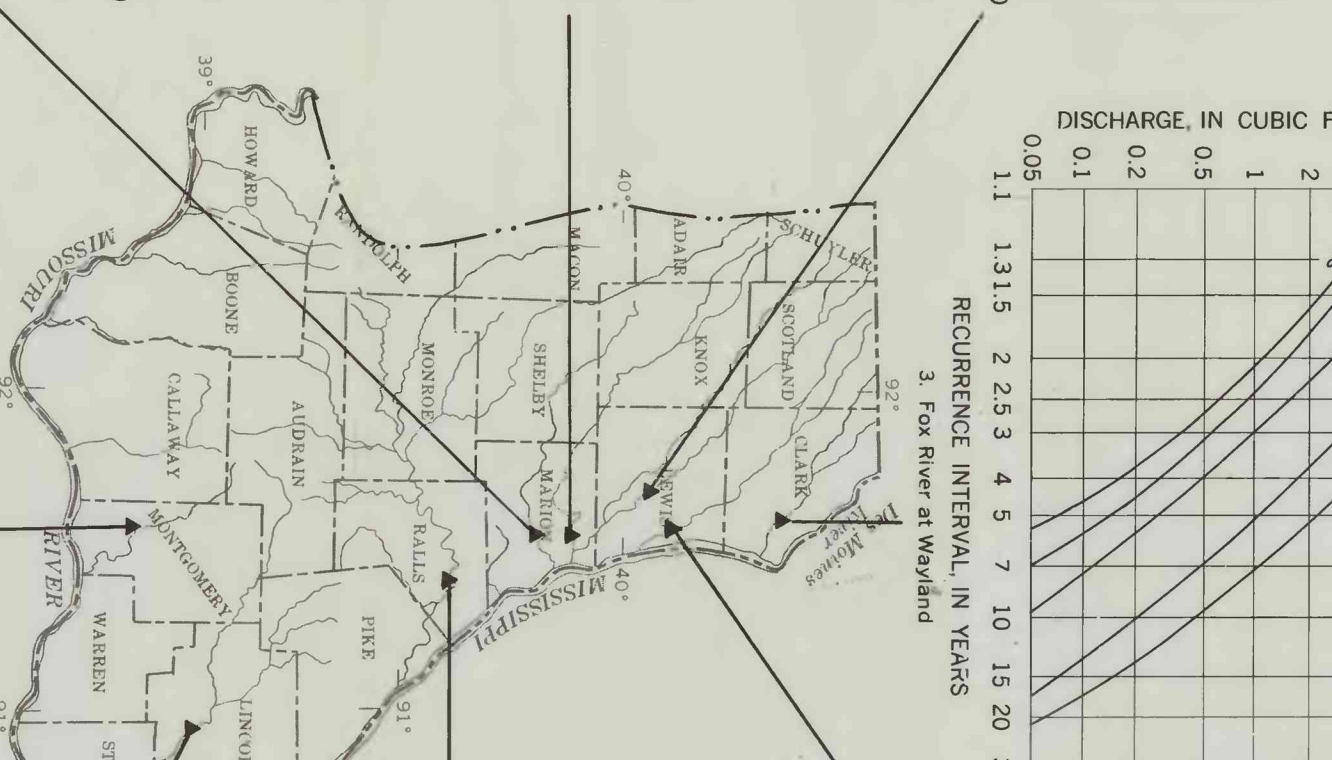 DISCHARGE, IN CUBIC F
0.05
0.1
0.2
0.5
1
2
1.1
1.3
1.5
2
2.5
3
4
5
7
10
15
20
RECURRENCE INTERVAL, IN YEARS
3. Fox River at Wayland
39°
40°
92°
92°
40°
91°
91°
SCHUYLER
SCOTLAND
CLARK
Des Moines
River
ADAIR
KNOX
LEWIS
MACON
SHELBY
MARION
RANDOLPH
MONROE
RALLS
MISSISSIPPI
HOWARD
BOONE
AUDRAIN
PIKE
CALLAWAY
MONTGOMERY
WARREN
LINCOL
ST
MISSOURI
RIVER